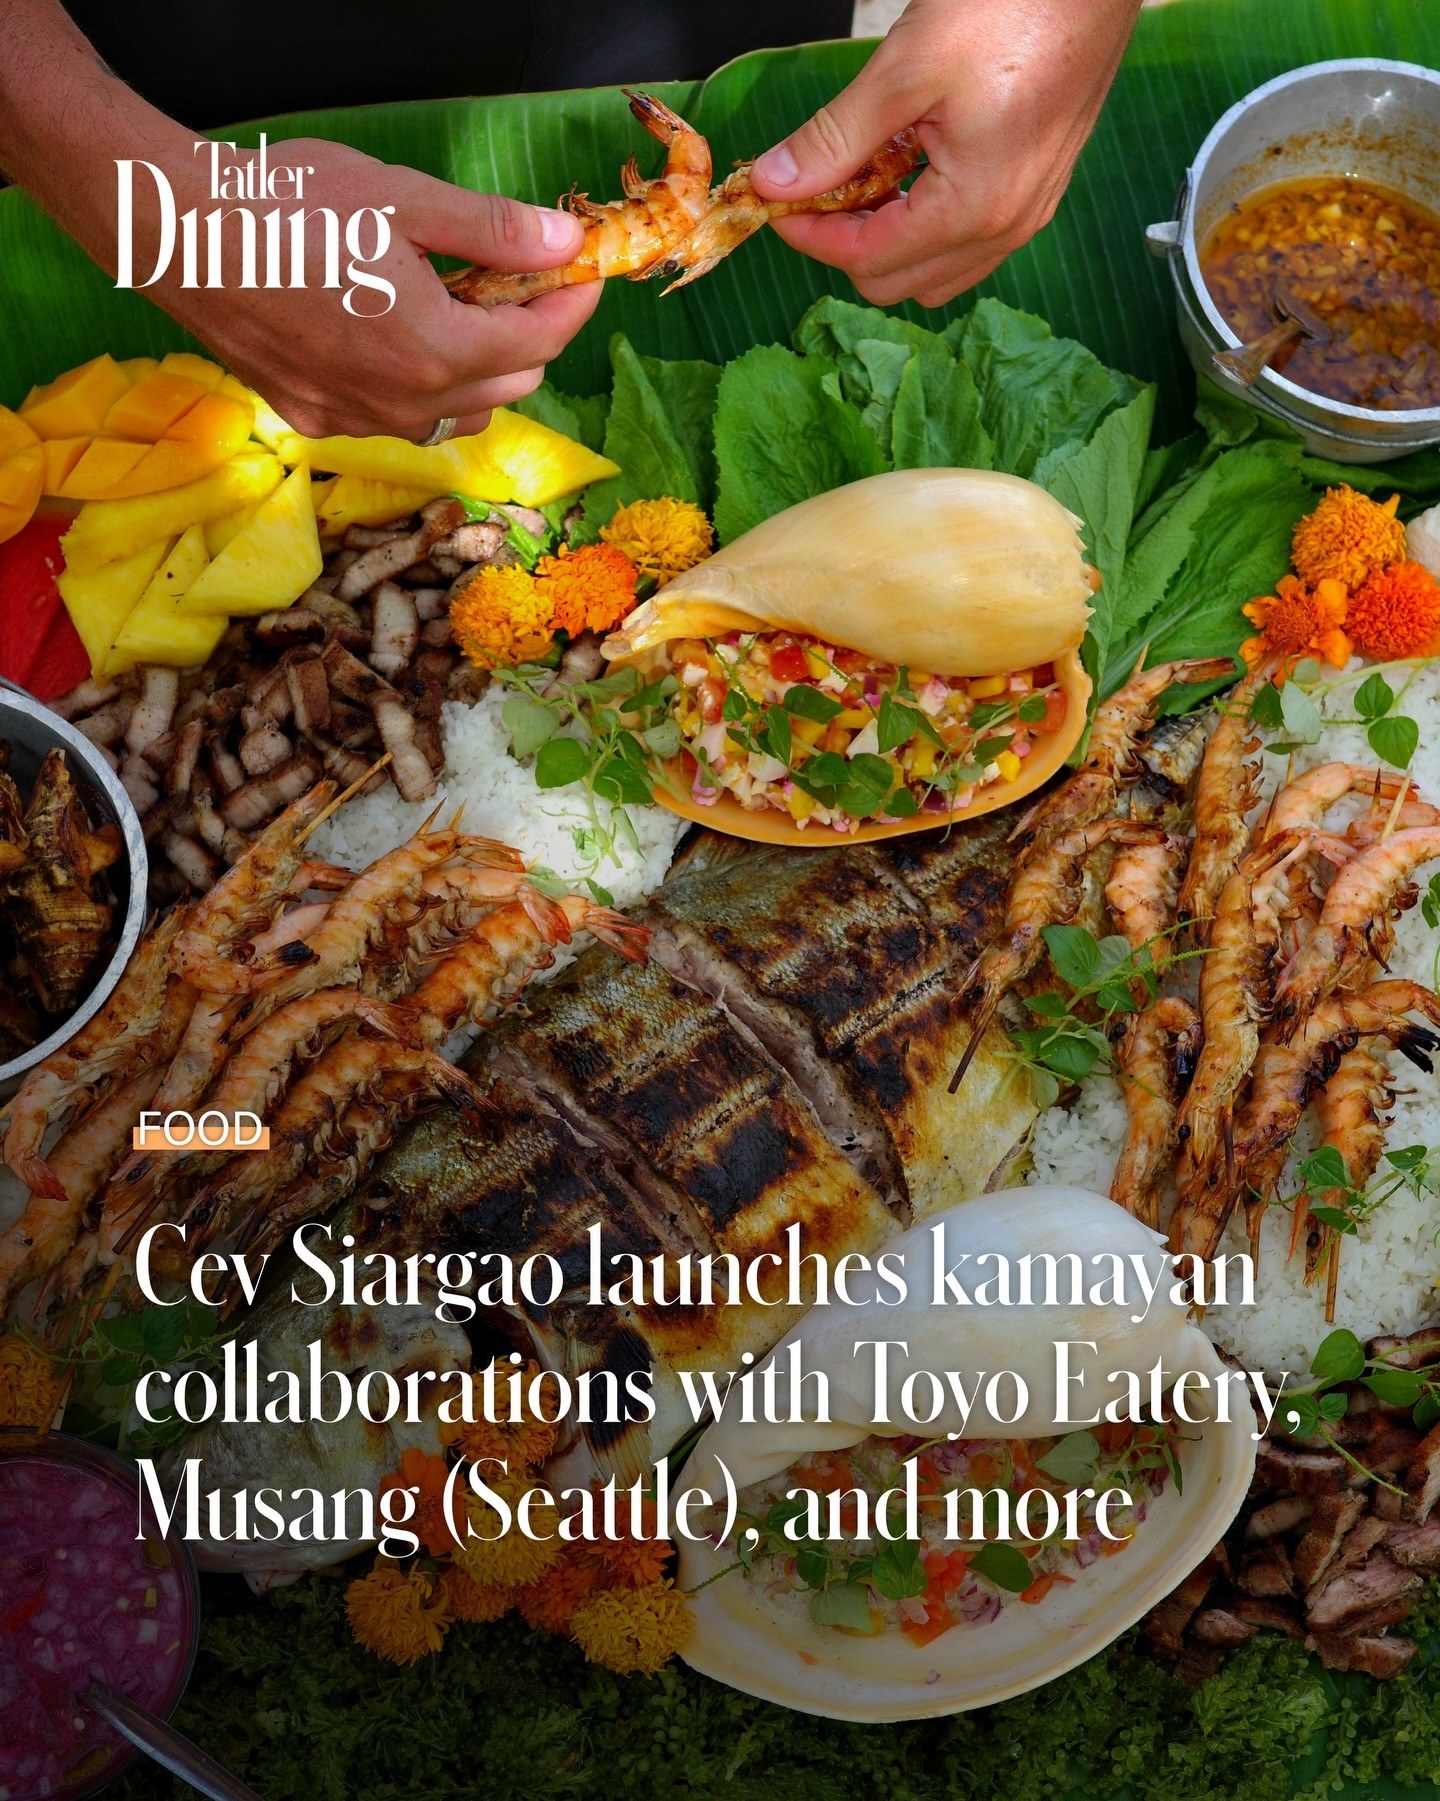 Tatler
Dining
FOOD
Cev Siargao launches kamayan
collaborations with Toyo Eatery,
Musang (Seattle), and more